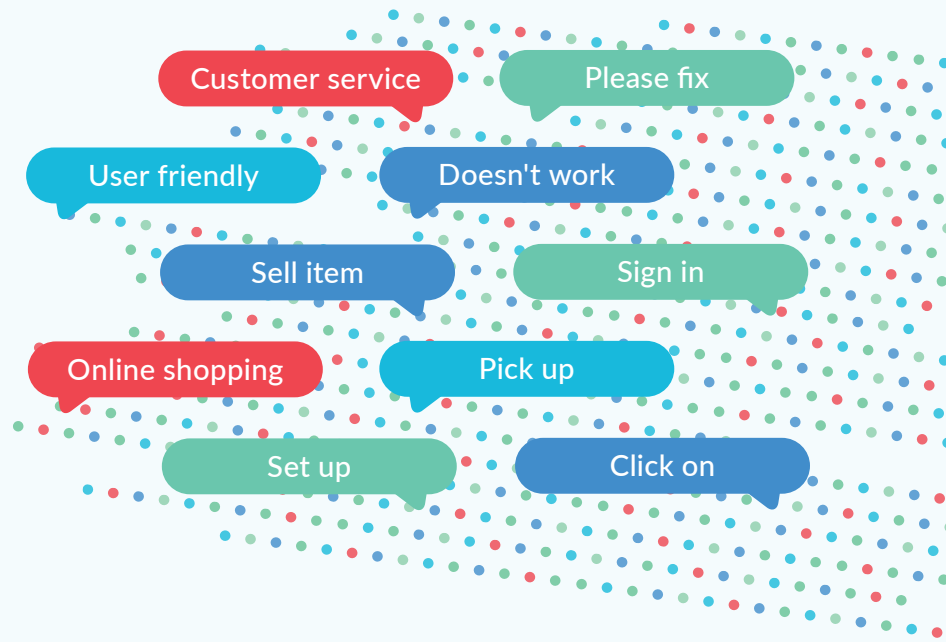 Customer service
Please fix
User friendly
Doesn't work
Sell item
Sign in
Online shopping
Pick up
Set up
Click on